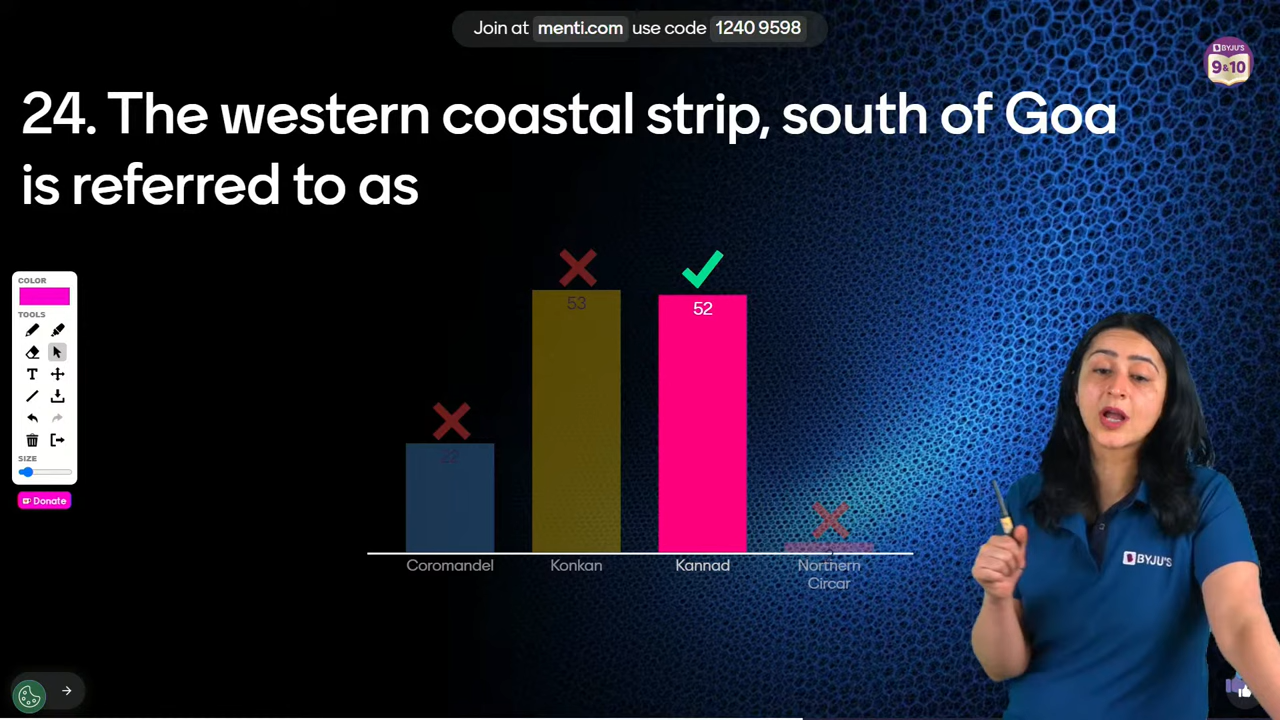 Join at menti.com use code 1240 9598
BYJU'S
9&10
24. The western coastal strip, south of Goa
is referred to as
COLOR
TOOLS
T
SIZE
Donate
53
52
22
Coromandel
Konkan
Kannad
Northern
Circar
BYJU'S